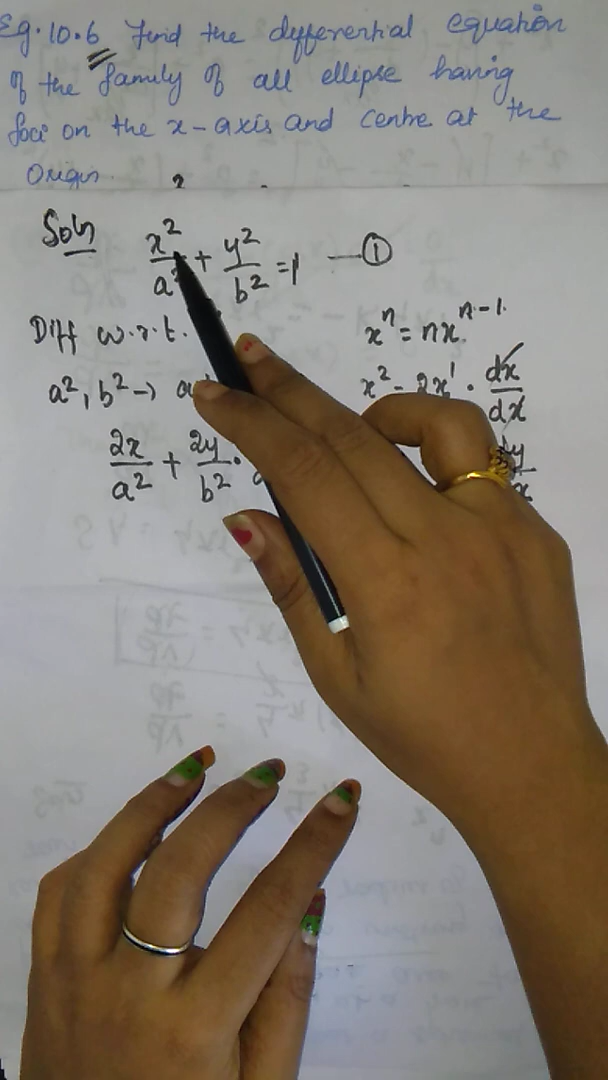 Eg. 10.6 Find the differential equation
of the family of all ellipse having
foci on the x-axis and centre at the
Origin.
Soln x²/a² + y²/b² = 1 — ①
Diff w.r.t. xⁿ = nxⁿ⁻¹.
a², b² → x² - 2x¹ · dx/dx
2x/a² + 2y/b² ·